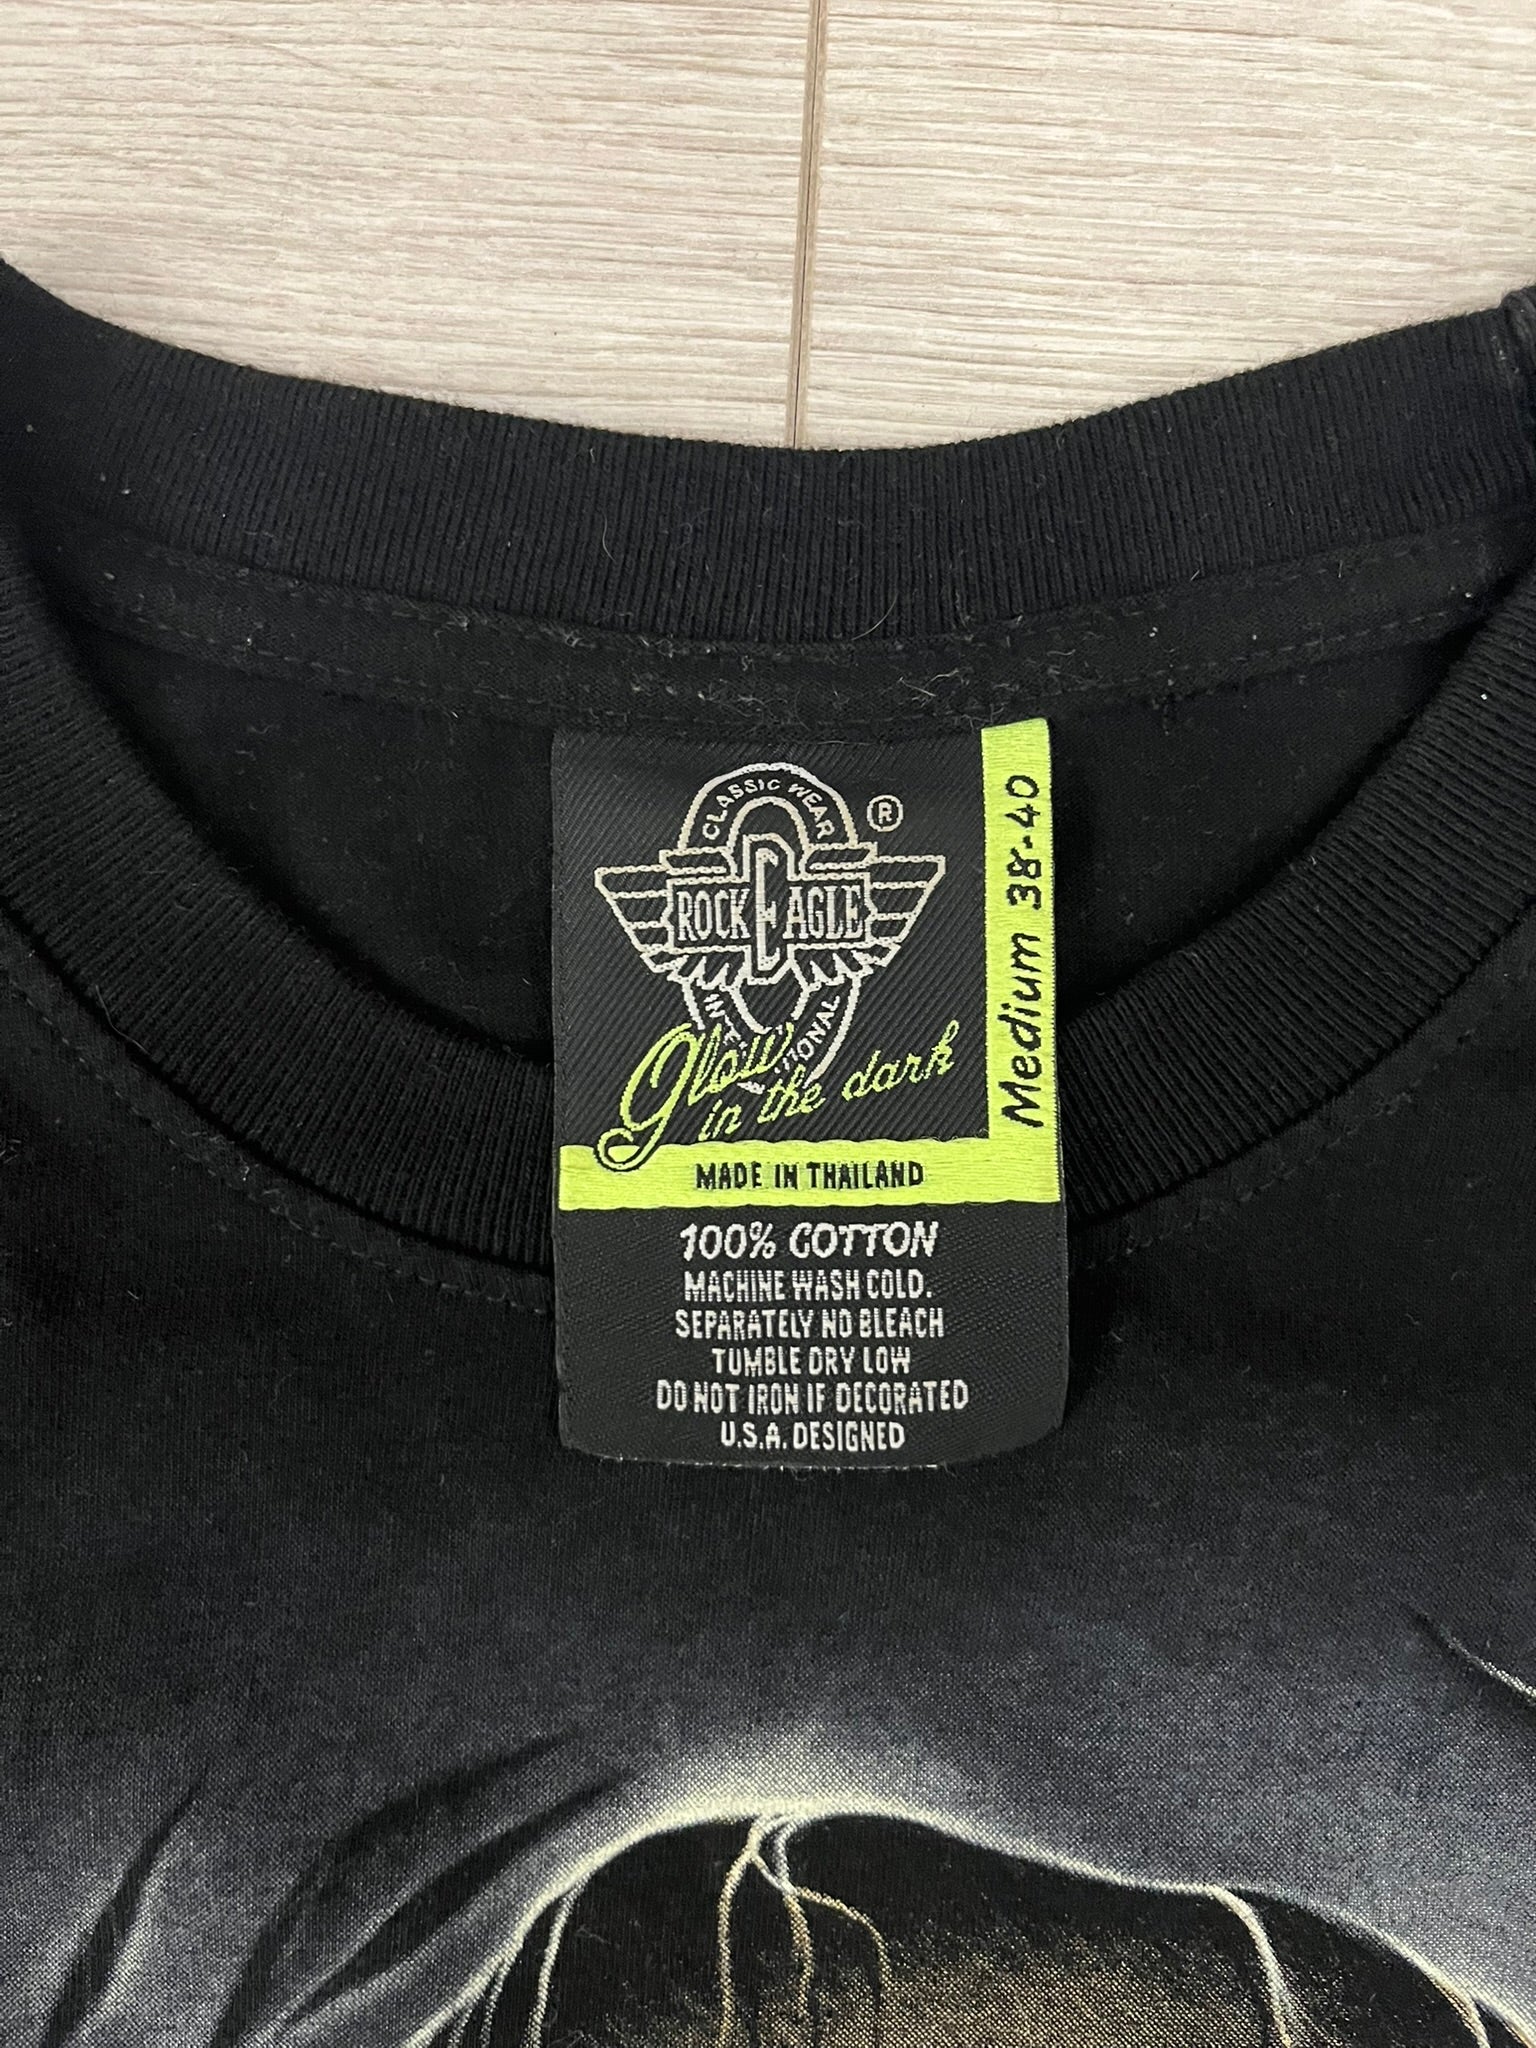 CLASSIC WEAR
®
ROCK EAGLE
Glow
in the dark
Medium 38-40
MADE IN THAILAND
100% COTTON
MACHINE WASH COLD.
SEPARATELY NO BLEACH
TUMBLE DRY LOW
DO NOT IRON IF DECORATED
U.S.A. DESIGNED